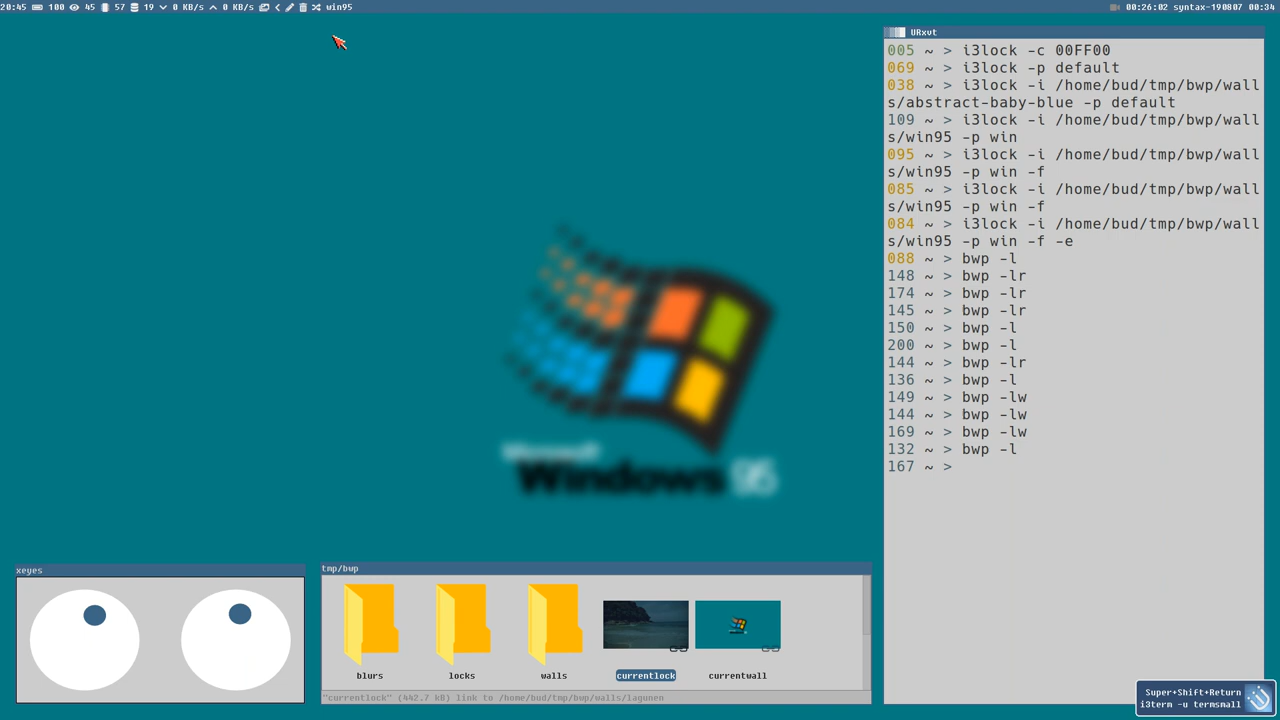 20:45 100 45 57 19 0 KB/s 0 KB/s win95
00:26:02 syntax-190807 00:34
URxvt
005 ~ > i3lock -c 00FF00
069 ~ > i3lock -p default
038 ~ > i3lock -i /home/bud/tmp/bwp/wall
s/abstract-baby-blue -p default
109 ~ > i3lock -i /home/bud/tmp/bwp/wall
s/win95 -p win
095 ~ > i3lock -i /home/bud/tmp/bwp/wall
s/win95 -p win -f
085 ~ > i3lock -i /home/bud/tmp/bwp/wall
s/win95 -p win -f
084 ~ > i3lock -i /home/bud/tmp/bwp/wall
s/win95 -p win -f -e
088 ~ > bwp -l
148 ~ > bwp -lr
174 ~ > bwp -lr
145 ~ > bwp -lr
150 ~ > bwp -l
200 ~ > bwp -l
144 ~ > bwp -lr
136 ~ > bwp -l
149 ~ > bwp -lw
144 ~ > bwp -lw
169 ~ > bwp -lw
132 ~ > bwp -l
167 ~ >
Microsoft
Windows 95
xeyes
tmp/bwp
blurs locks walls currentlock currentwall
"currentlock" (442.7 kB) link to /home/bud/tmp/bwp/walls/lagunen
Super+Shift+Return
i3term -u termsmall